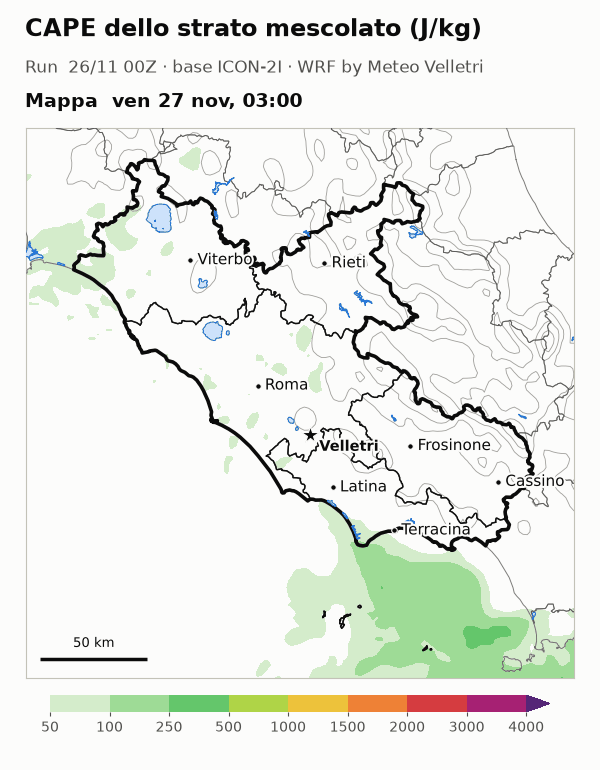 CAPE dello strato mescolato (J/kg)
Run  26/11 00Z · base ICON-2I · WRF by Meteo Velletri
Mappa  ven 27 nov, 03:00
Viterbo
Rieti
Roma
Velletri
Frosinone
Cassino
Latina
Terracina
50 km
50 100 250 500 1000 1500 2000 3000 4000